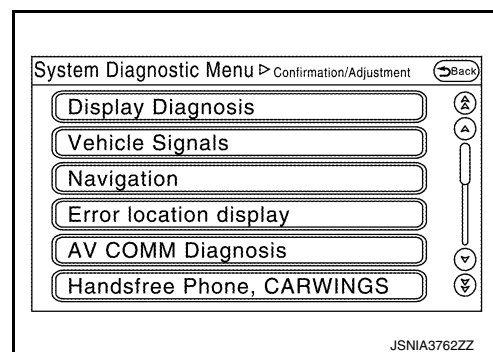 System Diagnostic Menu ▷ Confirmation/Adjustment Back
Display Diagnosis
Vehicle Signals
Navigation
Error location display
AV COMM Diagnosis
Handsfree Phone, CARWINGS
JSNIA3762ZZ